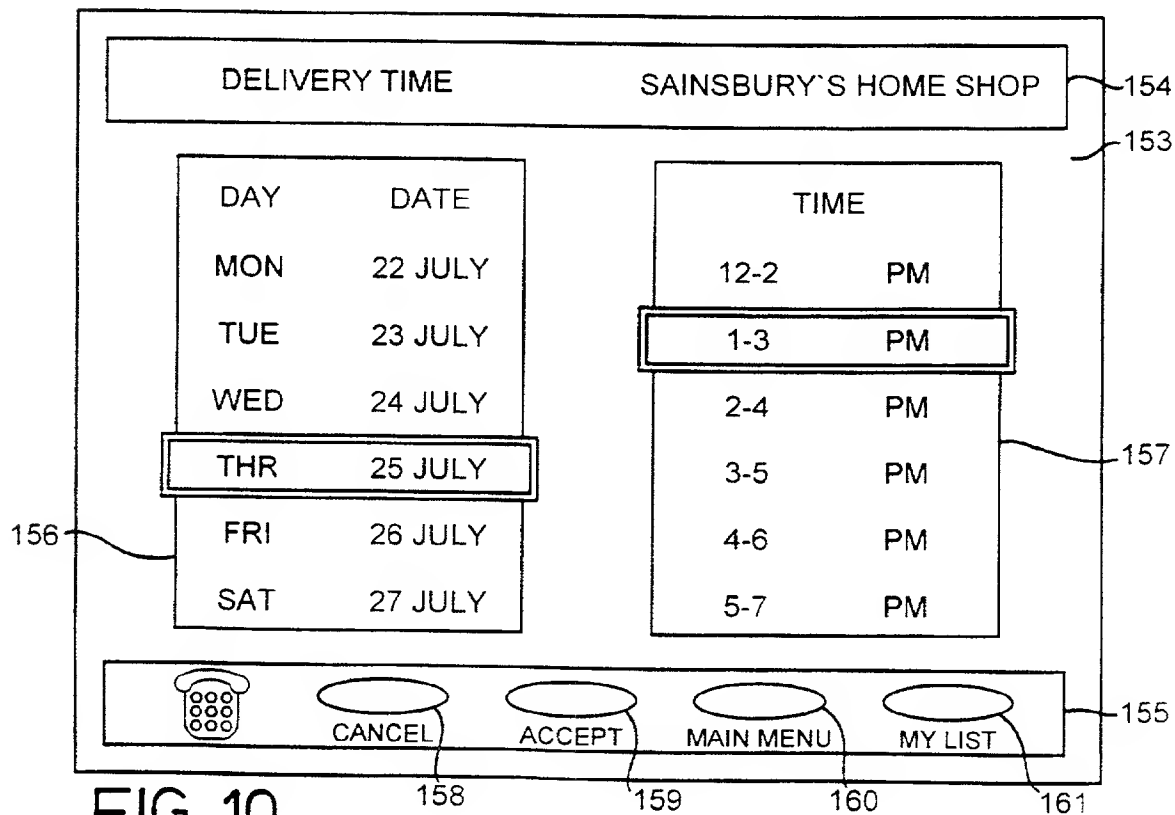 DELIVERY TIME SAINSBURY`S HOME SHOP
154
153
DAY DATE
MON 22 JULY
TUE 23 JULY
WED 24 JULY
THR 25 JULY
FRI 26 JULY
SAT 27 JULY
156
TIME
12-2 PM
1-3 PM
2-4 PM
3-5 PM
4-6 PM
5-7 PM
157
CANCEL ACCEPT MAIN MENU MY LIST
155
158 159 160 161
FIG. 10